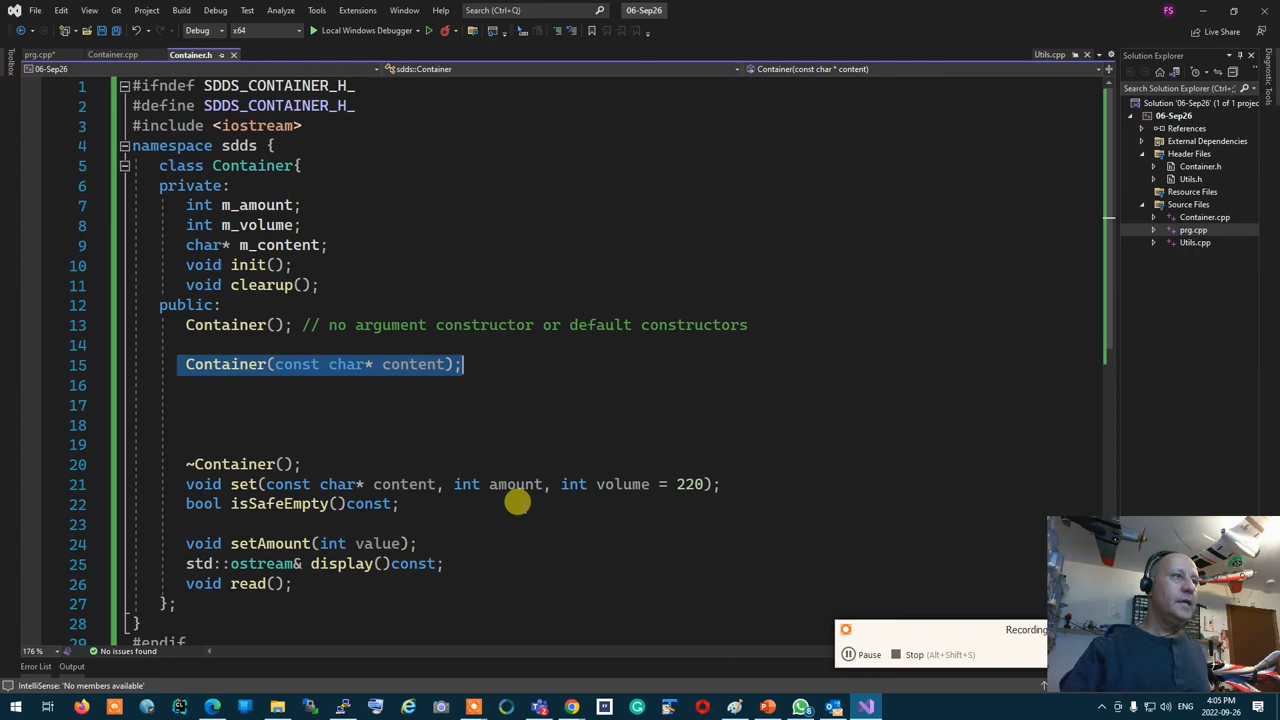 File Edit View Git Project Build Debug Test Analyze Tools Extensions Window Help Search (Ctrl+Q) 06-Sep26 FS
Debug x64 Local Windows Debugger Live Share
prg.cpp* Container.cpp Container.h Utils.cpp Solution Explorer
06-Sep26 sdds::Container Container(const char * content)
Search Solution Explorer (Ctrl+;)
Solution '06-Sep26' (1 of 1 projec
06-Sep26
References
External Dependencies
Header Files
Container.h
Utils.h
Resource Files
Source Files
Container.cpp
prg.cpp
Utils.cpp
Toolbox
Diagnostic Tools
1 #ifndef SDDS_CONTAINER_H_
2 #define SDDS_CONTAINER_H_
3 #include <iostream>
4 namespace sdds {
5 class Container{
6 private:
7 int m_amount;
8 int m_volume;
9 char* m_content;
10 void init();
11 void clearup();
12 public:
13 Container(); // no argument constructor or default constructors
14
15 Container(const char* content);
16
17
18
19
20 ~Container();
21 void set(const char* content, int amount, int volume = 220);
22 bool isSafeEmpty()const;
23
24 void setAmount(int value);
25 std::ostream& display()const;
26 void read();
27 };
28 }
29 #endif
Recording
Pause Stop (Alt+Shift+S)
176 % No issues found
Error List Output
IntelliSense: 'No members available'
4:05 PM
2022-09-26